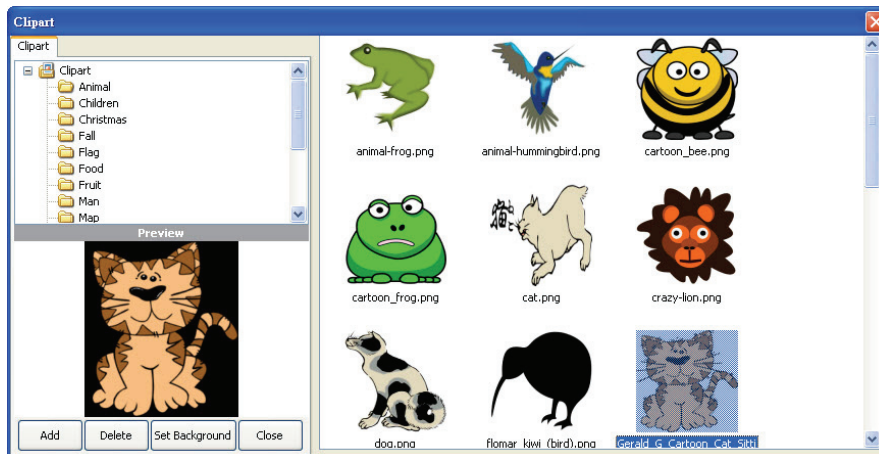 Clipart
Clipart
Clipart
Animal
Children
Christmas
Fall
Flag
Food
Fruit
Man
Map
Preview
Add Delete Set Background Close
animal-frog.png animal-hummingbird.png cartoon_bee.png
猫
cartoon_frog.png cat.png crazy-lion.png
dog.png flomar_kiwi_(bird).png Gerald_G_Cartoon_Cat_Sitti